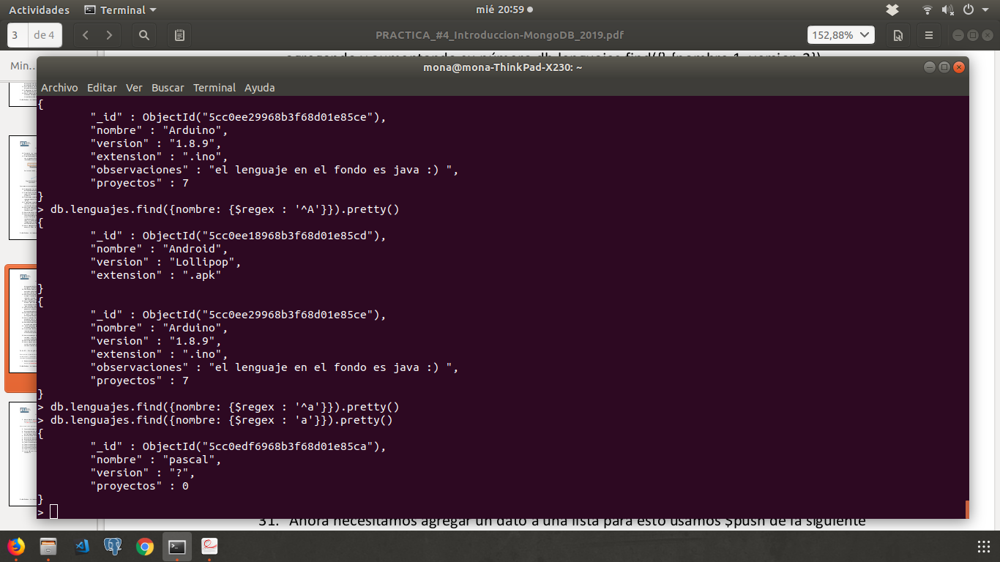 Actividades Terminal mié 20:59
3 de 4 PRACTICA_#4_Introduccion-MongoDB_2019.pdf 152,88%
Min...
mona@mona-ThinkPad-X230: ~
Archivo Editar Ver Buscar Terminal Ayuda
{
"_id" : ObjectId("5cc0ee29968b3f68d01e85ce"),
"nombre" : "Arduino",
"version" : "1.8.9",
"extension" : ".ino",
"observaciones" : "el lenguaje en el fondo es java :) ",
"proyectos" : 7
}
> db.lenguajes.find({nombre: {$regex : '^A'}}).pretty()
{
"_id" : ObjectId("5cc0ee18968b3f68d01e85cd"),
"nombre" : "Android",
"version" : "Lollipop",
"extension" : ".apk"
}
{
"_id" : ObjectId("5cc0ee29968b3f68d01e85ce"),
"nombre" : "Arduino",
"version" : "1.8.9",
"extension" : ".ino",
"observaciones" : "el lenguaje en el fondo es java :) ",
"proyectos" : 7
}
> db.lenguajes.find({nombre: {$regex : '^a'}}).pretty()
> db.lenguajes.find({nombre: {$regex : 'a'}}).pretty()
{
"_id" : ObjectId("5cc0edf6968b3f68d01e85ca"),
"nombre" : "pascal",
"version" : "?",
"proyectos" : 0
}
>
31. Ahora necesitamos agregar un dato a una lista para esto usamos $push de la siguiente